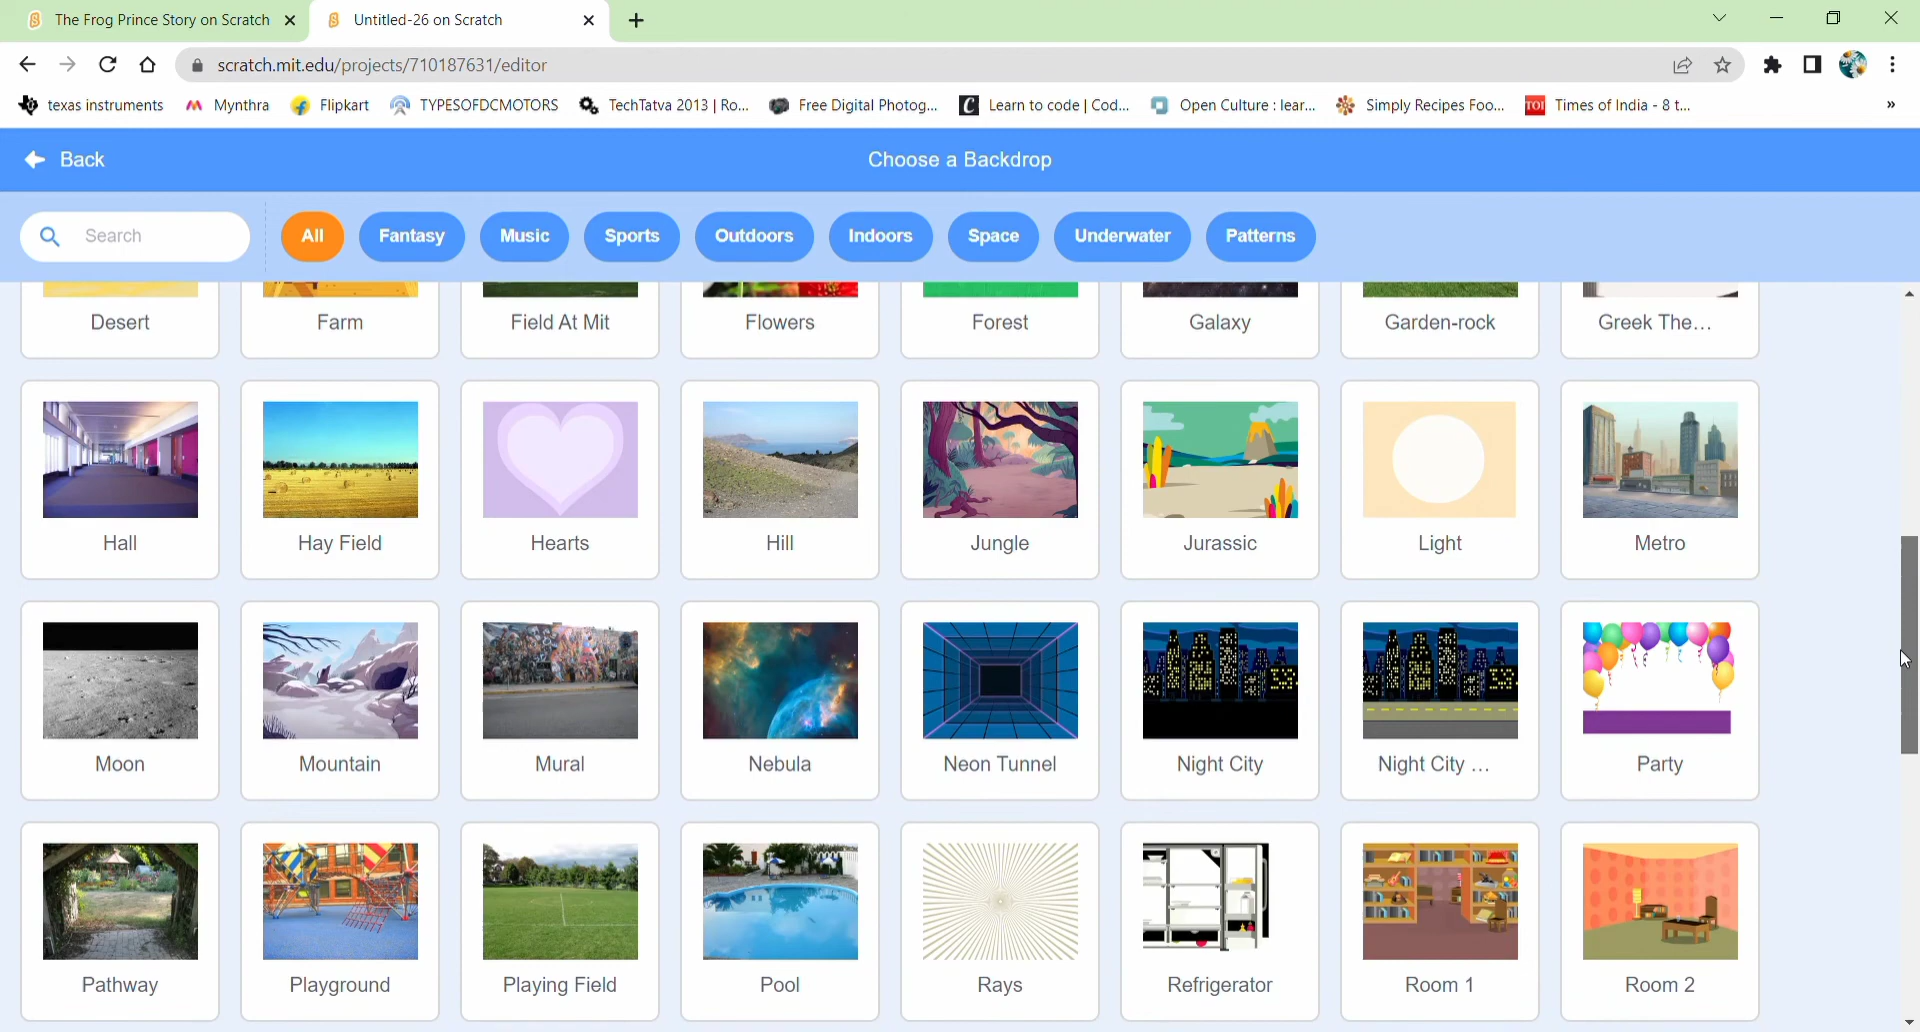 The Frog Prince Story on Scratch
Untitled-26 on Scratch
scratch.mit.edu/projects/710187631/editor
texas instruments
Mynthra
Flipkart
TYPESOFDCMOTORS
TechTatva 2013 | Ro...
Free Digital Photog...
Learn to code | Cod...
Open Culture : lear...
Simply Recipes Foo...
TOI Times of India - 8 t...
»
Back
Choose a Backdrop
Search
All
Fantasy
Music
Sports
Outdoors
Indoors
Space
Underwater
Patterns
Desert
Farm
Field At Mit
Flowers
Forest
Galaxy
Garden-rock
Greek The...
Hall
Hay Field
Hearts
Hill
Jungle
Jurassic
Light
Metro
Moon
Mountain
Mural
Nebula
Neon Tunnel
Night City
Night City ...
Party
Pathway
Playground
Playing Field
Pool
Rays
Refrigerator
Room 1
Room 2